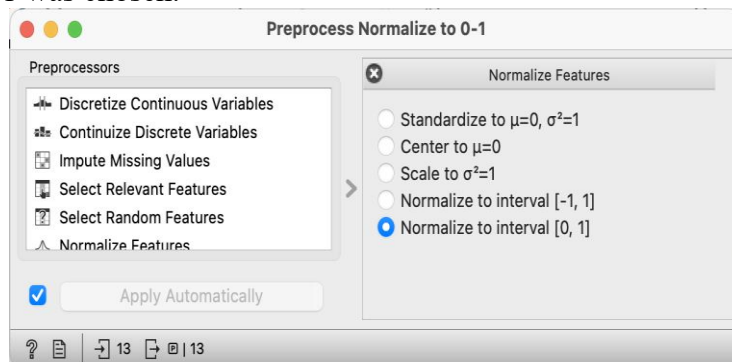 was chosen.
Preprocess Normalize to 0-1
Preprocessors
Discretize Continuous Variables
Continuize Discrete Variables
Impute Missing Values
Select Relevant Features
Select Random Features
Normalize Features
Apply Automatically
Normalize Features
Standardize to μ=0, σ²=1
Center to μ=0
Scale to σ²=1
Normalize to interval [-1, 1]
Normalize to interval [0, 1]
? 13 13